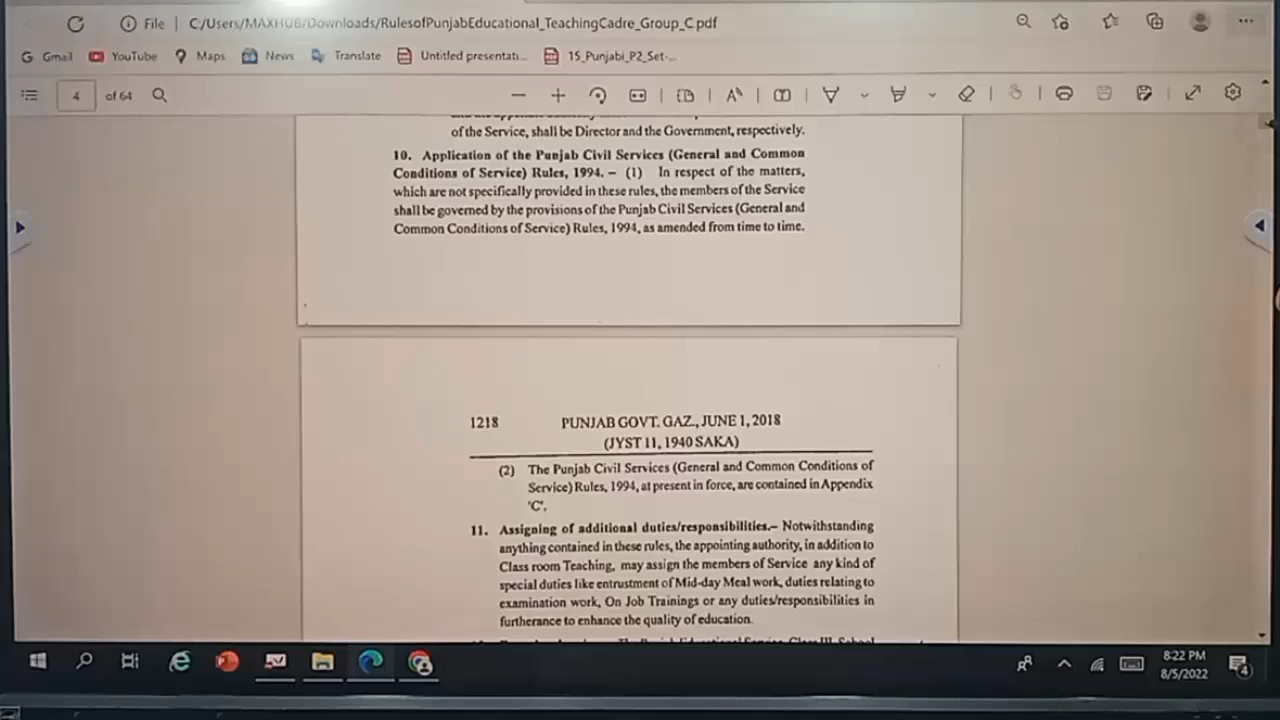 File C:/Users/MAXHUB/Downloads/RulesofPunjabEducational_TeachingCadre_Group_C.pdf
Gmail YouTube Maps News Translate Untitled presentati... 15_Punjabi_P2_Set-...
4 of 64
of the Service, shall be Director and the Government, respectively.
10. Application of the Punjab Civil Services (General and Common
Conditions of Service) Rules, 1994. – (1) In respect of the matters,
which are not specifically provided in these rules, the members of the Service
shall be governed by the provisions of the Punjab Civil Services (General and
Common Conditions of Service) Rules, 1994, as amended from time to time.
1218 PUNJAB GOVT. GAZ., JUNE 1, 2018
(JYST 11, 1940 SAKA)
(2) The Punjab Civil Services (General and Common Conditions of
Service) Rules, 1994, at present in force, are contained in Appendix
'C'.
11. Assigning of additional duties/responsibilities.– Notwithstanding
anything contained in these rules, the appointing authority, in addition to
Class room Teaching, may assign the members of Service any kind of
special duties like entrustment of Mid-day Meal work, duties relating to
examination work, On Job Trainings or any duties/responsibilities in
furtherance to enhance the quality of education.
8:22 PM
8/5/2022
4